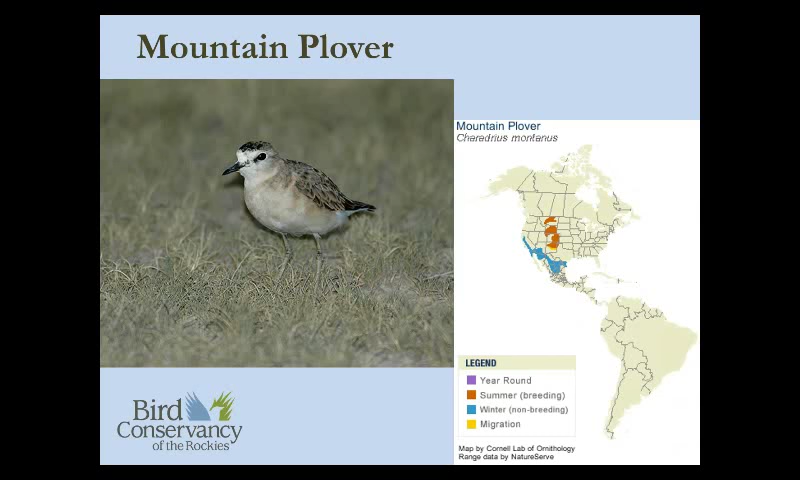 Mountain Plover
Mountain Plover
Charadrius montanus
LEGEND
Year Round
Summer (breeding)
Winter (non-breeding)
Migration
Map by Cornell Lab of Ornithology
Range data by NatureServe
Bird
Conservancy
of the Rockies